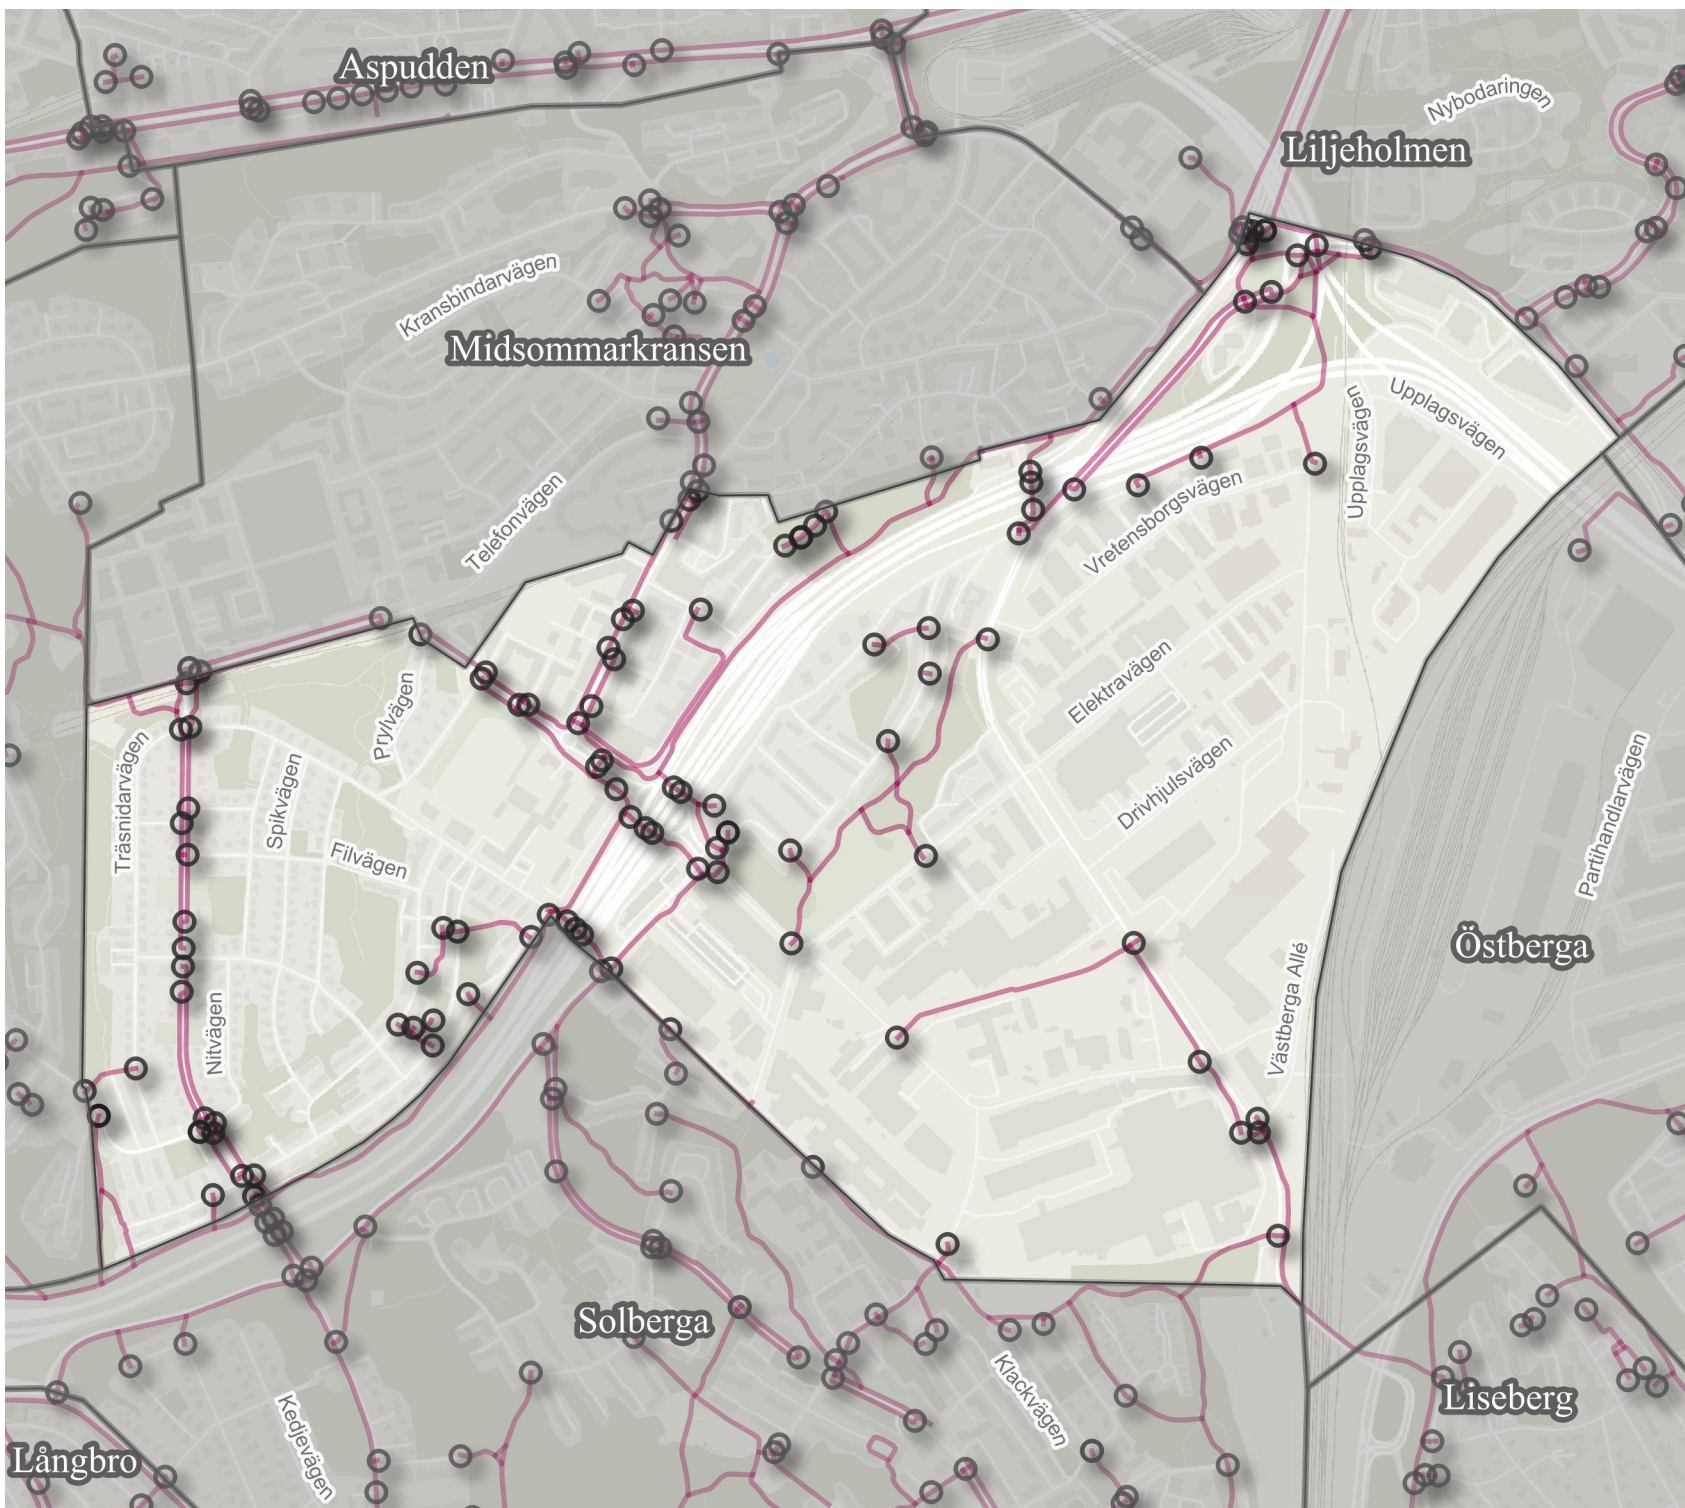 Aspudden
Nybodaringen
Liljeholmen
Kransbindarvägen
Midsommarkransen
Upplagsvägen
Upplagsvägen
Telefonvägen
Vretensborgsvägen
Elektravägen
Prylvägen
Träsnidarvägen
Spikvägen
Drivhjulsvägen
Partihandlarvägen
Filvägen
Östberga
Västberga Allé
Nitvägen
Solberga
Klackvägen
Liseberg
Kedjevägen
Långbro